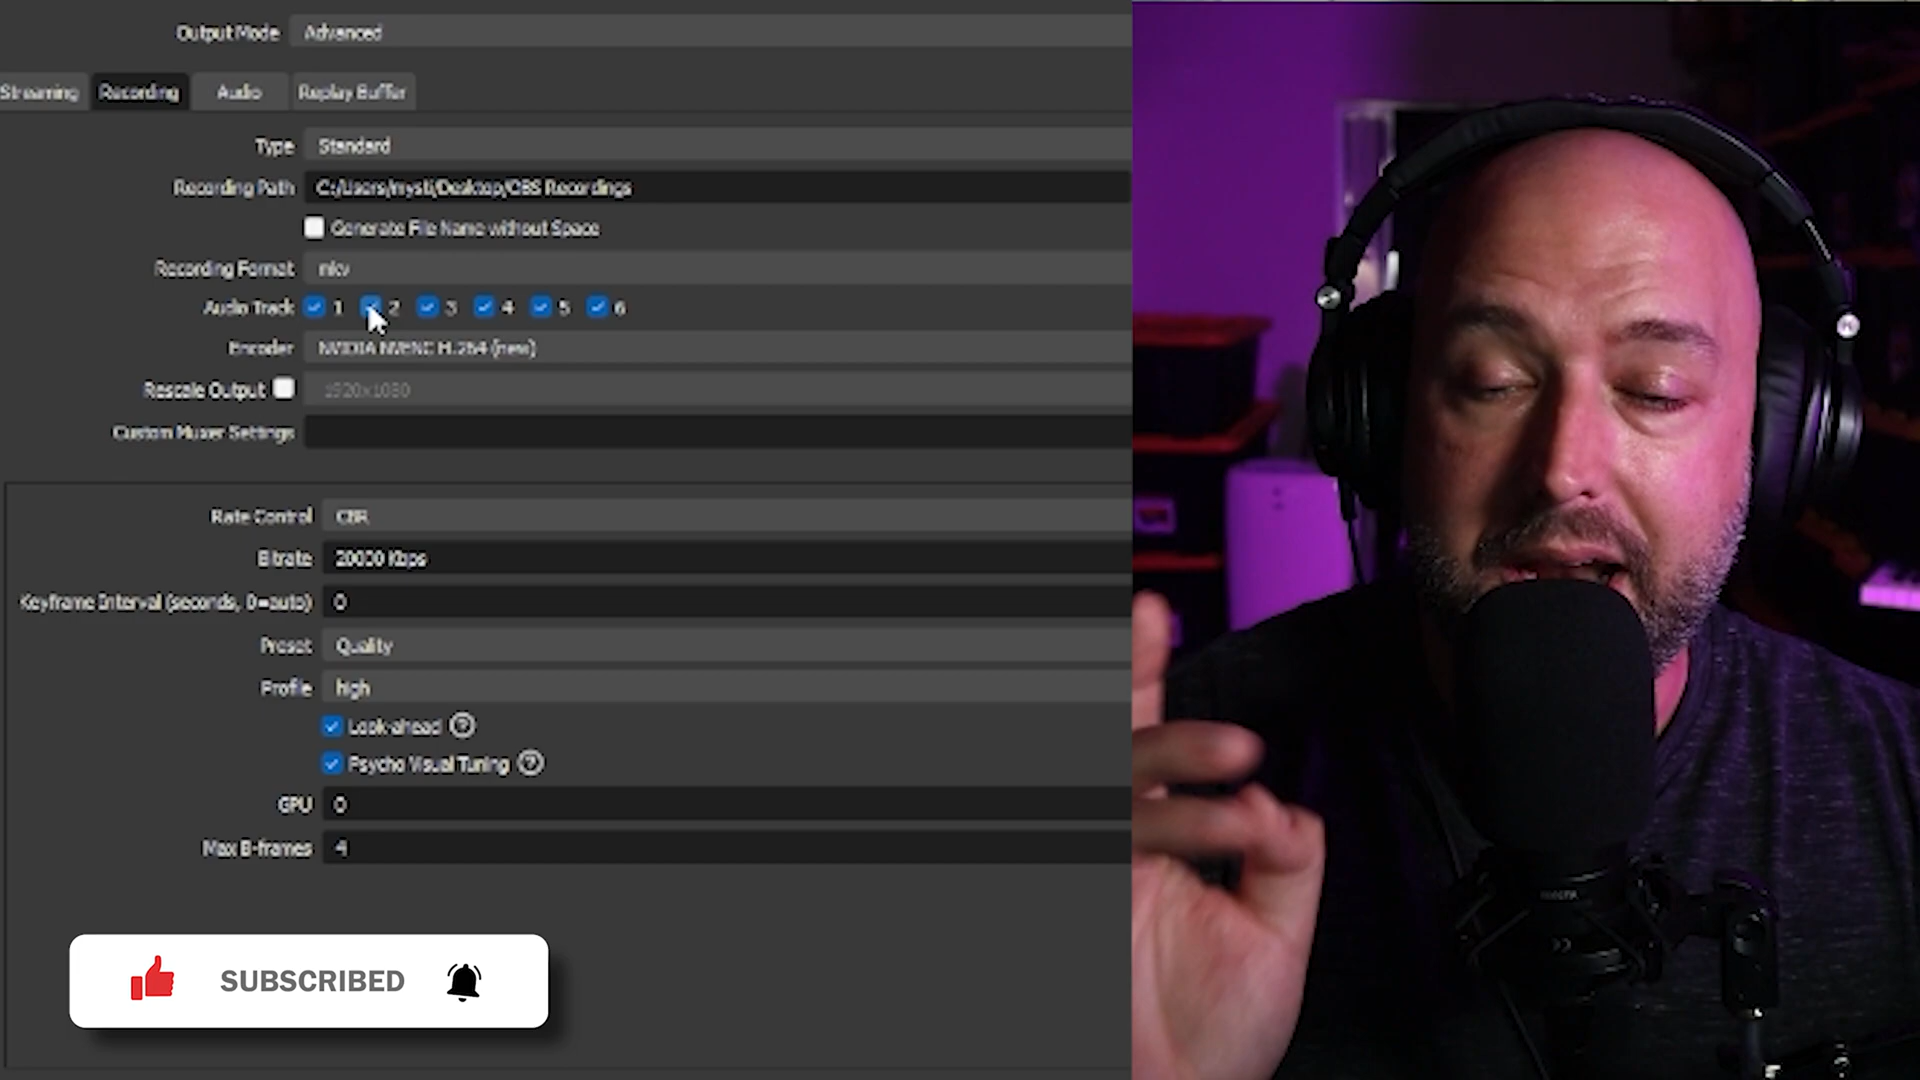 Output Mode Advanced
Streaming Recording Audio Replay Buffer
Type Standard
Recording Path C:/Users/mysti/Desktop/OBS Recordings
Generate File Name without Space
Recording Format mkv
Audio Track 1 2 3 4 5 6
Encoder NVIDIA NVENC H.264 (new)
Rescale Output 1920x1080
Custom Muxer Settings
Rate Control CBR
Bitrate 20000 Kbps
Keyframe Interval (seconds, 0=auto) 0
Preset Quality
Profile high
Look-ahead ?
Psycho Visual Tuning ?
GPU 0
Max B-frames 4
SUBSCRIBED